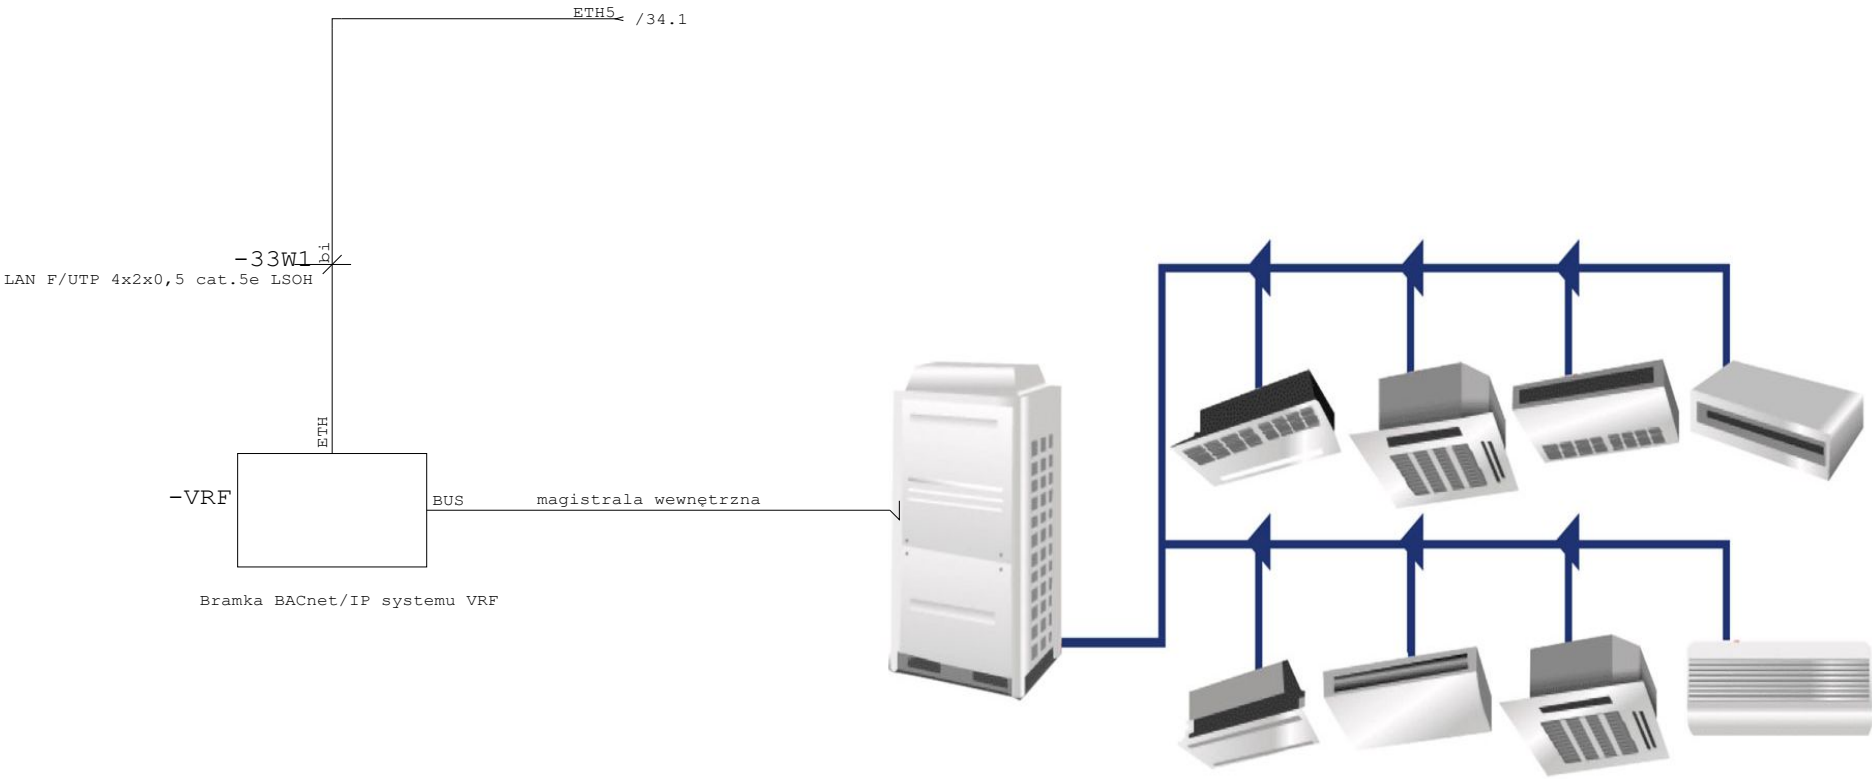 ETH5 /34.1
-33W1
bi
LAN F/UTP 4x2x0,5 cat.5e LSOH
ETH
-VRF
BUS
magistrala wewnętrzna
Bramka BACnet/IP systemu VRF